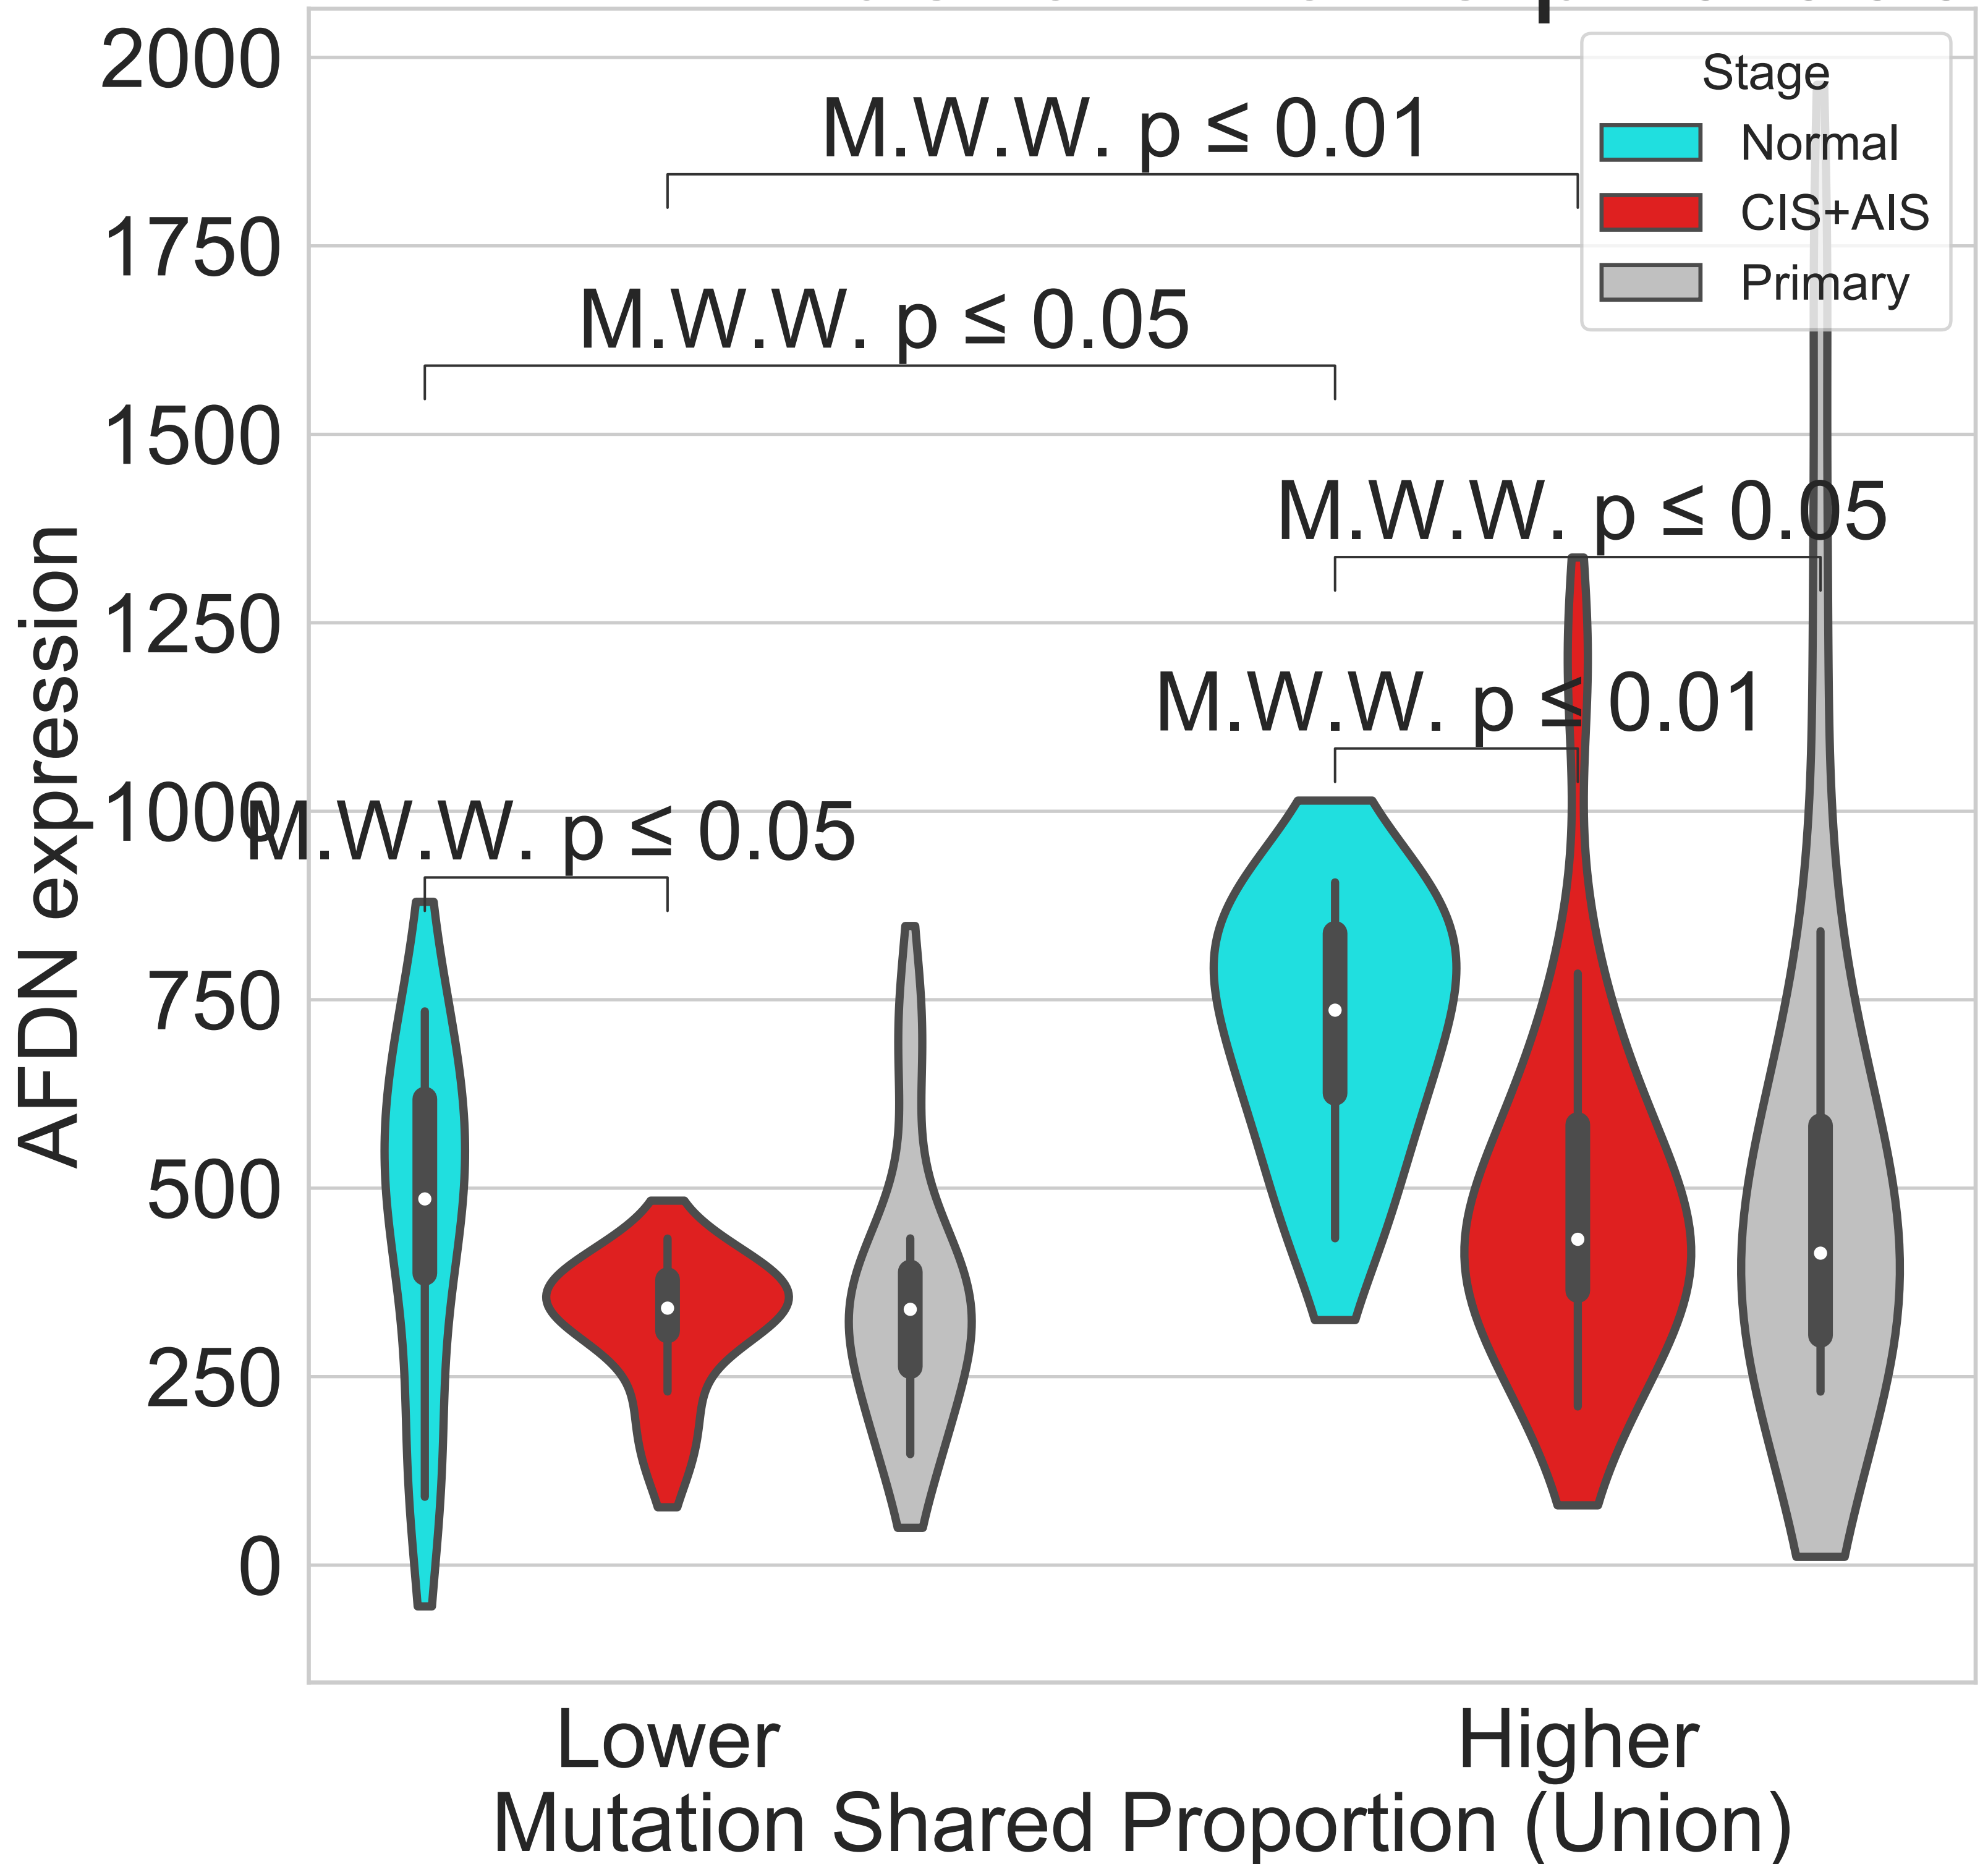 2000
1750
1500
1250
1000
750
500
250
0
AFDN expression
M.W.W. p ≤ 0.01
M.W.W. p ≤ 0.05
M.W.W. p ≤ 0.05
M.W.W. p ≤ 0.01
M.W.W. p ≤ 0.05
Stage
Normal
CIS+AIS
Primary
Lower
Higher
Mutation Shared Proportion (Union)